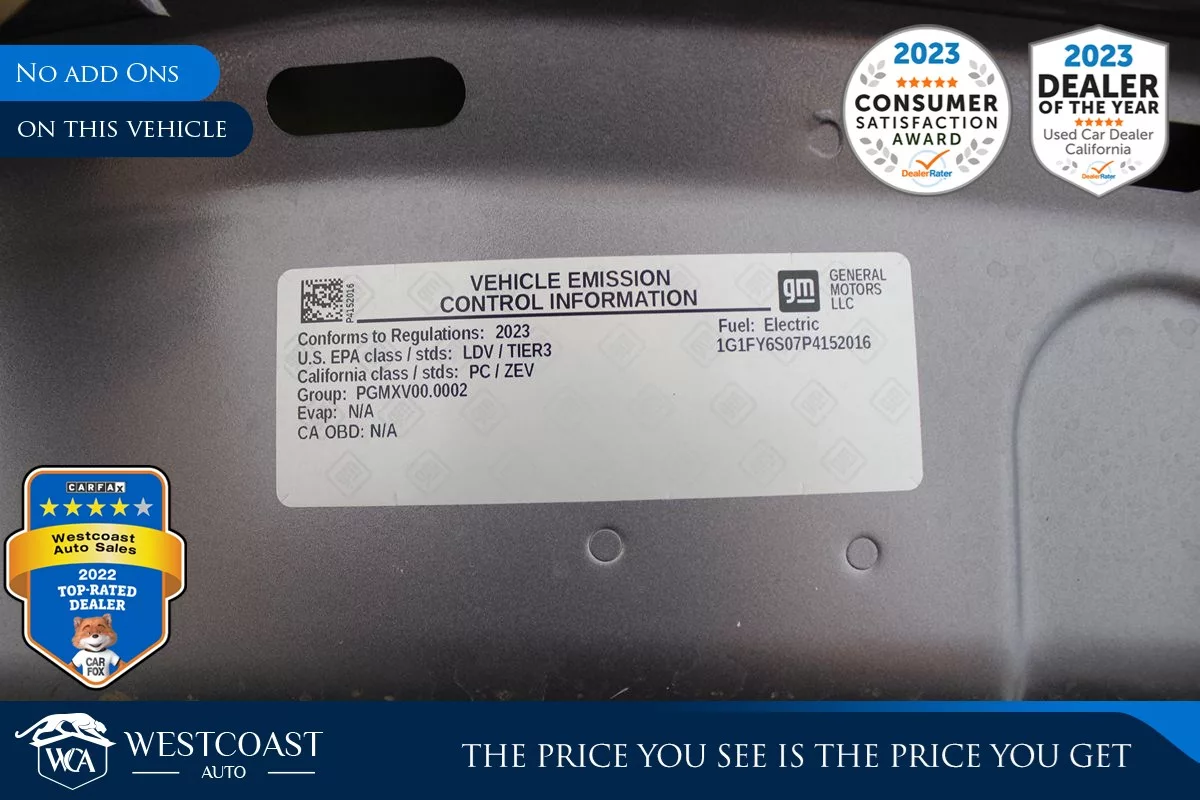 No add Ons
on this vehicle
2023
CONSUMER
SATISFACTION
AWARD
DealerRater
2023
DEALER
OF THE YEAR
Used Car Dealer
California
DealerRater
P4152016
VEHICLE EMISSION
CONTROL INFORMATION
gm
GENERAL
MOTORS
LLC
Conforms to Regulations: 2023
U.S. EPA class / stds: LDV / TIER3
California class / stds: PC / ZEV
Group: PGMXV00.0002
Evap: N/A
CA OBD: N/A
Fuel: Electric
1G1FY6S07P4152016
CARFAX
Westcoast
Auto Sales
2022
TOP-RATED
DEALER
CAR
FOX
WCA
WESTCOAST
AUTO
THE PRICE YOU SEE IS THE PRICE YOU GET